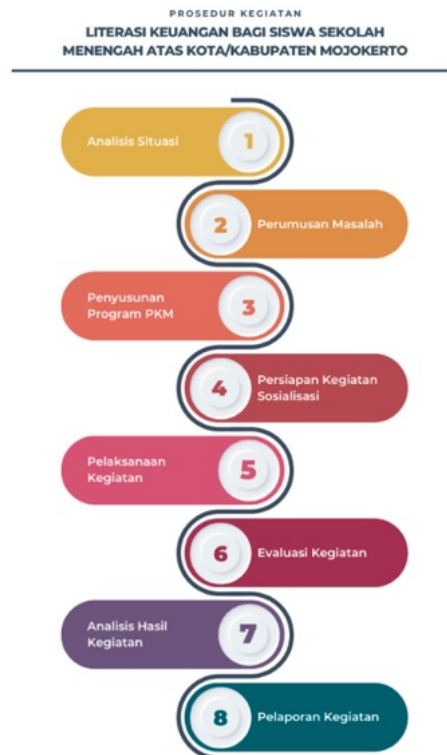 PROSEDUR KEGIATAN
LITERASI KEUANGAN BAGI SISWA SEKOLAH
MENENGAH ATAS KOTA/KABUPATEN MOJOKERTO
Analisis Situasi
1
2
Perumusan Masalah
Penyusunan
Program PKM
3
4
Persiapan Kegiatan
Sosialisasi
Pelaksanaan
Kegiatan
5
6
Evaluasi Kegiatan
Analisis Hasil
Kegiatan
7
8
Pelaporan Kegiatan